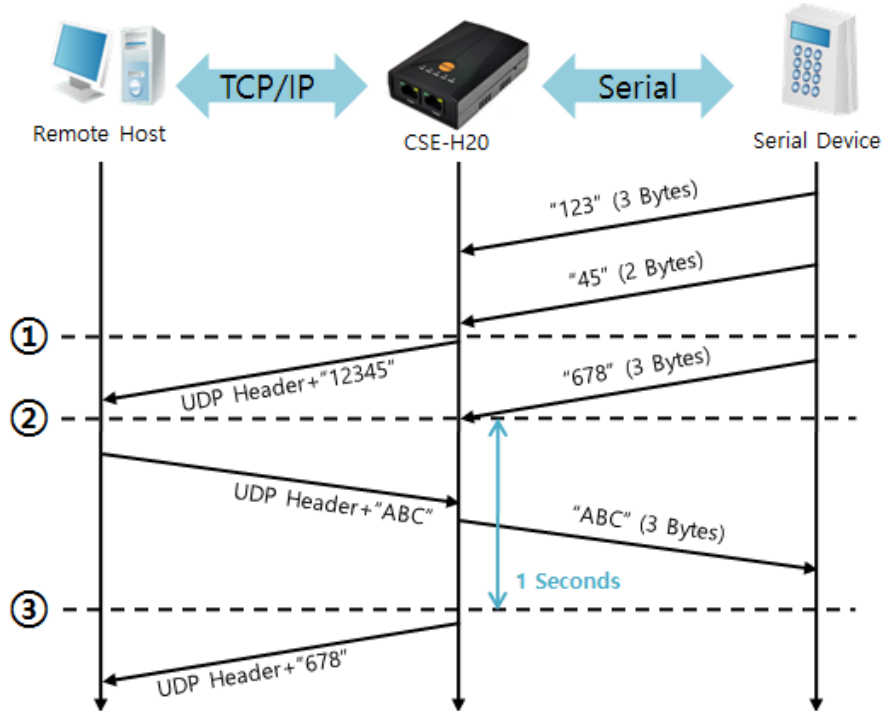 TCP/IP
Serial
Remote Host
CSE-H20
Serial Device
“123” (3 Bytes)
“45” (2 Bytes)
①
UDP Header+“12345”
“678” (3 Bytes)
②
UDP Header+“ABC”
“ABC” (3 Bytes)
1 Seconds
③
UDP Header+“678”